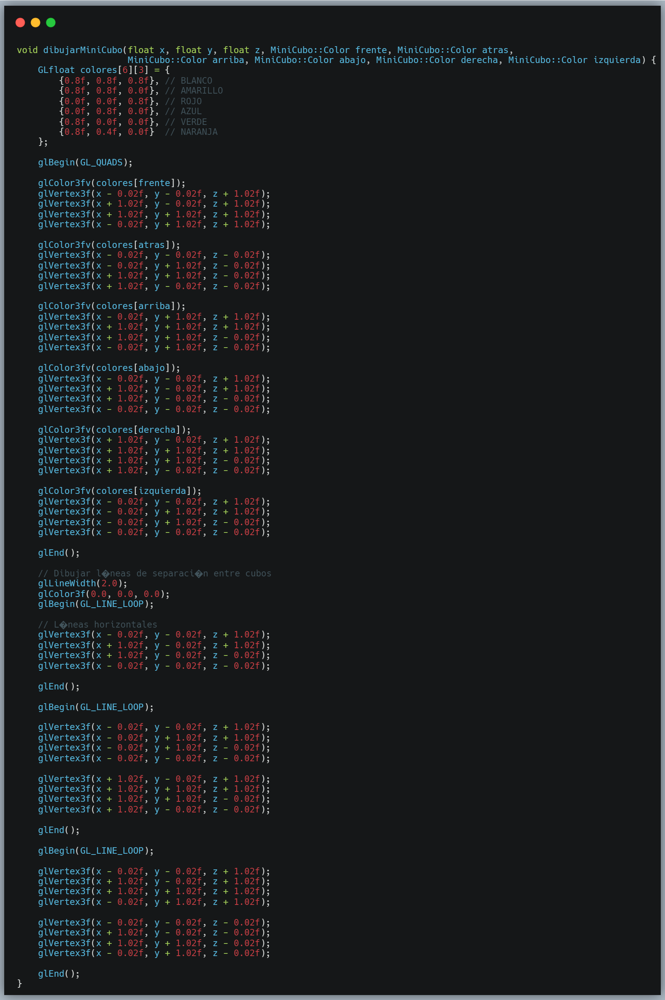 void dibujarMiniCubo(float x, float y, float z, MiniCubo::Color frente, MiniCubo::Color atras,
                     MiniCubo::Color arriba, MiniCubo::Color abajo, MiniCubo::Color derecha, MiniCubo::Color izquierda) {
    GLfloat colores[6][3] = {
        {0.8f, 0.8f, 0.8f}, // BLANCO
        {0.8f, 0.8f, 0.0f}, // AMARILLO
        {0.0f, 0.0f, 0.8f}, // ROJO
        {0.0f, 0.8f, 0.0f}, // AZUL
        {0.8f, 0.0f, 0.0f}, // VERDE
        {0.8f, 0.4f, 0.0f}  // NARANJA
    };

    glBegin(GL_QUADS);

    glColor3fv(colores[frente]);
    glVertex3f(x - 0.02f, y - 0.02f, z + 1.02f);
    glVertex3f(x + 1.02f, y - 0.02f, z + 1.02f);
    glVertex3f(x + 1.02f, y + 1.02f, z + 1.02f);
    glVertex3f(x - 0.02f, y + 1.02f, z + 1.02f);

    glColor3fv(colores[atras]);
    glVertex3f(x - 0.02f, y - 0.02f, z - 0.02f);
    glVertex3f(x - 0.02f, y + 1.02f, z - 0.02f);
    glVertex3f(x + 1.02f, y + 1.02f, z - 0.02f);
    glVertex3f(x + 1.02f, y - 0.02f, z - 0.02f);

    glColor3fv(colores[arriba]);
    glVertex3f(x - 0.02f, y + 1.02f, z + 1.02f);
    glVertex3f(x + 1.02f, y + 1.02f, z + 1.02f);
    glVertex3f(x + 1.02f, y + 1.02f, z - 0.02f);
    glVertex3f(x - 0.02f, y + 1.02f, z - 0.02f);

    glColor3fv(colores[abajo]);
    glVertex3f(x - 0.02f, y - 0.02f, z + 1.02f);
    glVertex3f(x + 1.02f, y - 0.02f, z + 1.02f);
    glVertex3f(x + 1.02f, y - 0.02f, z - 0.02f);
    glVertex3f(x - 0.02f, y - 0.02f, z - 0.02f);

    glColor3fv(colores[derecha]);
    glVertex3f(x + 1.02f, y - 0.02f, z + 1.02f);
    glVertex3f(x + 1.02f, y + 1.02f, z + 1.02f);
    glVertex3f(x + 1.02f, y + 1.02f, z - 0.02f);
    glVertex3f(x + 1.02f, y - 0.02f, z - 0.02f);

    glColor3fv(colores[izquierda]);
    glVertex3f(x - 0.02f, y - 0.02f, z + 1.02f);
    glVertex3f(x - 0.02f, y + 1.02f, z + 1.02f);
    glVertex3f(x - 0.02f, y + 1.02f, z - 0.02f);
    glVertex3f(x - 0.02f, y - 0.02f, z - 0.02f);

    glEnd();

    // Dibujar l�neas de separaci�n entre cubos
    glLineWidth(2.0);
    glColor3f(0.0, 0.0, 0.0);
    glBegin(GL_LINE_LOOP);

    // L�neas horizontales
    glVertex3f(x - 0.02f, y - 0.02f, z + 1.02f);
    glVertex3f(x + 1.02f, y - 0.02f, z + 1.02f);
    glVertex3f(x + 1.02f, y - 0.02f, z - 0.02f);
    glVertex3f(x - 0.02f, y - 0.02f, z - 0.02f);

    glEnd();

    glBegin(GL_LINE_LOOP);

    glVertex3f(x - 0.02f, y - 0.02f, z + 1.02f);
    glVertex3f(x - 0.02f, y + 1.02f, z + 1.02f);
    glVertex3f(x - 0.02f, y + 1.02f, z - 0.02f);
    glVertex3f(x - 0.02f, y - 0.02f, z - 0.02f);

    glVertex3f(x + 1.02f, y - 0.02f, z + 1.02f);
    glVertex3f(x + 1.02f, y + 1.02f, z + 1.02f);
    glVertex3f(x + 1.02f, y + 1.02f, z - 0.02f);
    glVertex3f(x + 1.02f, y - 0.02f, z - 0.02f);

    glEnd();

    glBegin(GL_LINE_LOOP);

    glVertex3f(x - 0.02f, y - 0.02f, z + 1.02f);
    glVertex3f(x + 1.02f, y - 0.02f, z + 1.02f);
    glVertex3f(x + 1.02f, y + 1.02f, z + 1.02f);
    glVertex3f(x - 0.02f, y + 1.02f, z + 1.02f);

    glVertex3f(x - 0.02f, y - 0.02f, z - 0.02f);
    glVertex3f(x + 1.02f, y - 0.02f, z - 0.02f);
    glVertex3f(x + 1.02f, y + 1.02f, z - 0.02f);
    glVertex3f(x - 0.02f, y + 1.02f, z - 0.02f);

    glEnd();
}